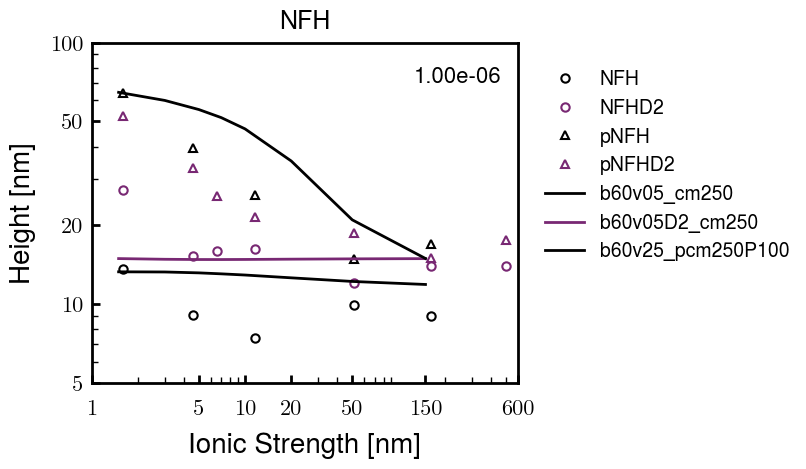 NFH
100
50
20
10
5
Height [nm]
1.00e-06
1
5
10
20
50
150
600
Ionic Strength [nm]
NFH
NFHD2
pNFH
pNFHD2
b60v05_cm250
b60v05D2_cm250
b60v25_pcm250P100